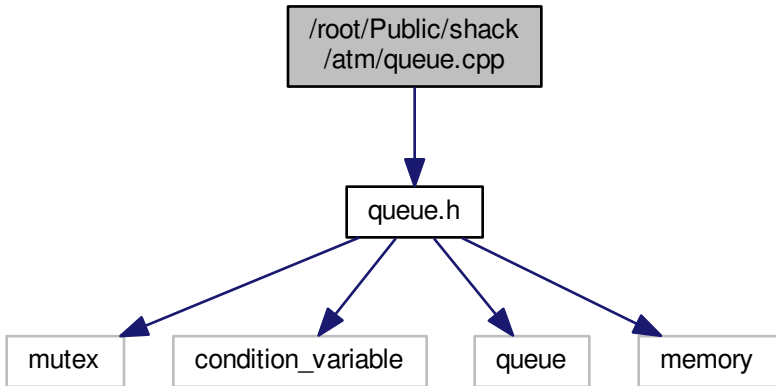 /root/Public/shack
/atm/queue.cpp
queue.h
mutex
condition_variable
queue
memory